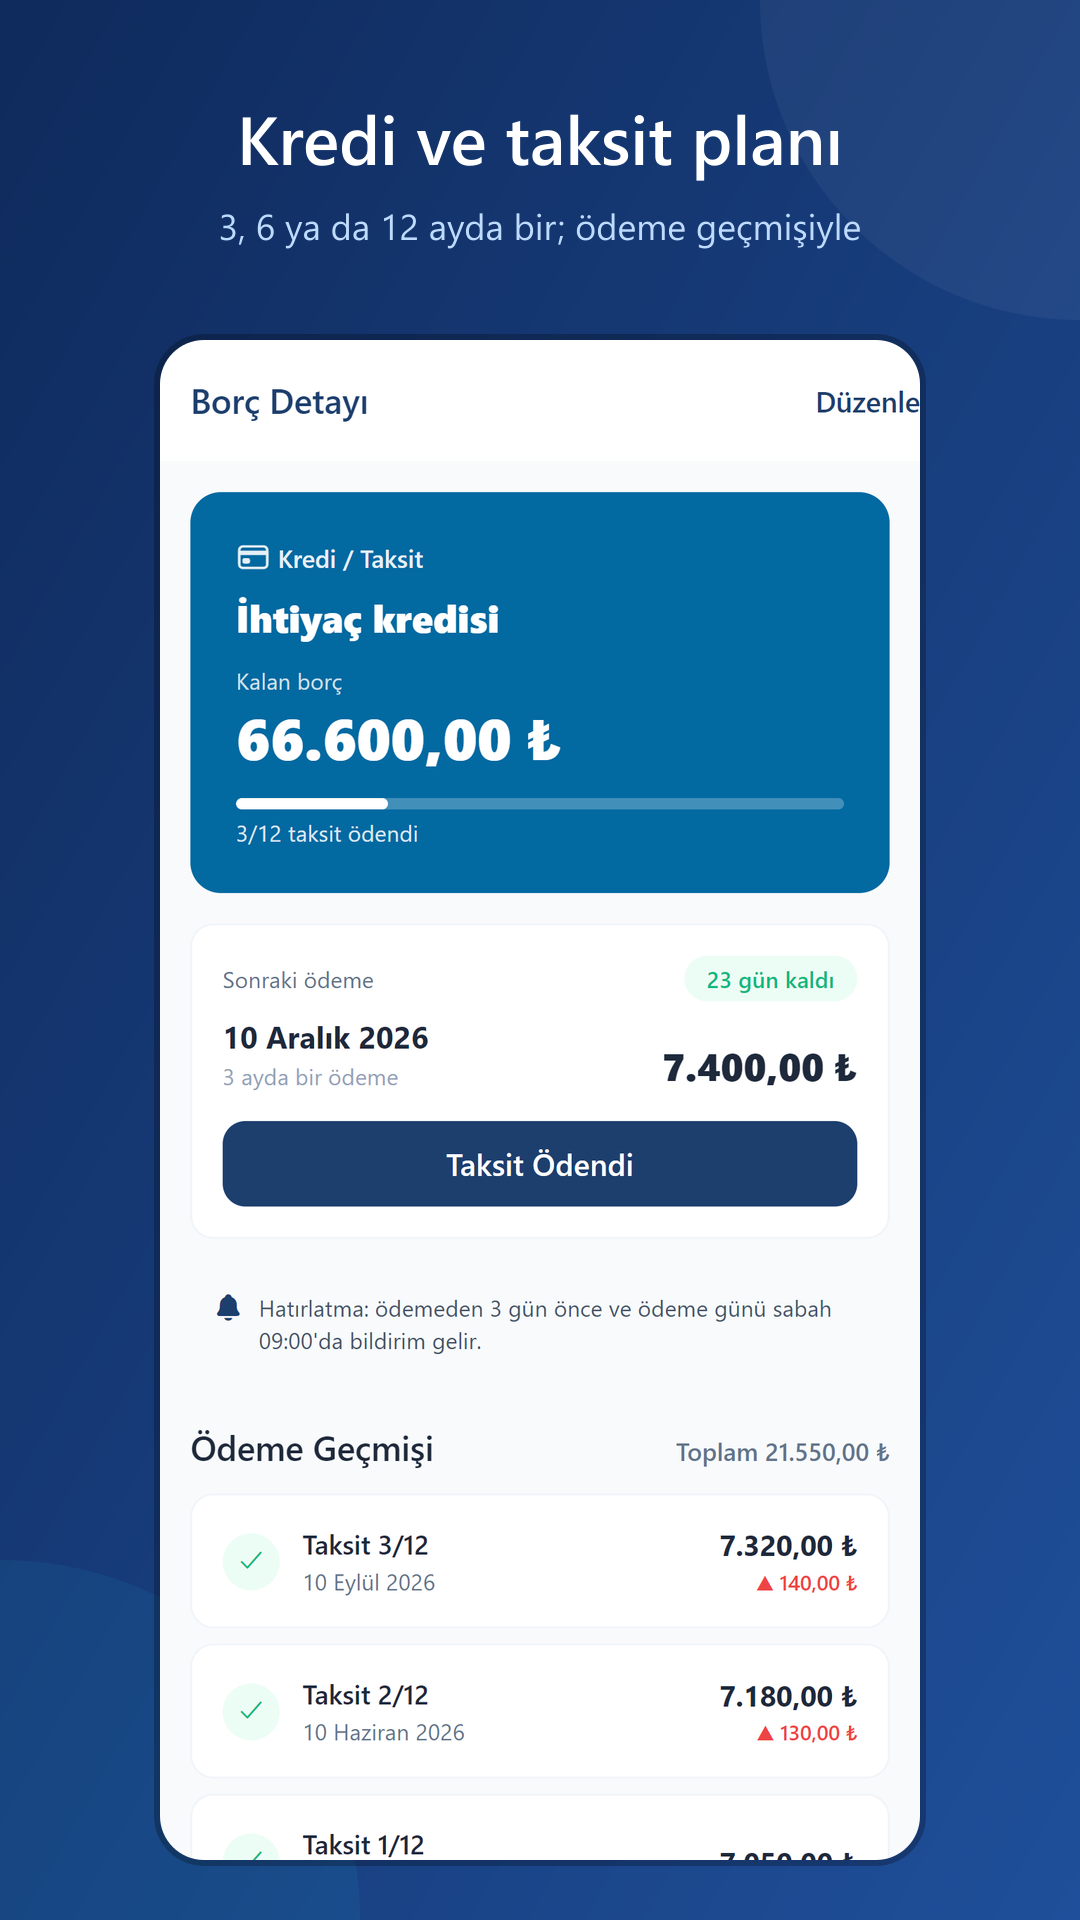 Kredi ve taksit planı
3, 6 ya da 12 ayda bir; ödeme geçmişiyle
Borç Detayı
Düzenle
Kredi / Taksit
İhtiyaç kredisi
Kalan borç
66.600,00 ₺
3/12 taksit ödendi
Sonraki ödeme
23 gün kaldı
10 Aralık 2026
3 ayda bir ödeme
7.400,00 ₺
Taksit Ödendi
Hatırlatma: ödemeden 3 gün önce ve ödeme günü sabah
09:00'da bildirim gelir.
Ödeme Geçmişi
Toplam 21.550,00 ₺
Taksit 3/12
7.320,00 ₺
10 Eylül 2026
▲ 140,00 ₺
Taksit 2/12
7.180,00 ₺
10 Haziran 2026
▲ 130,00 ₺
Taksit 1/12
7.050,00 ₺